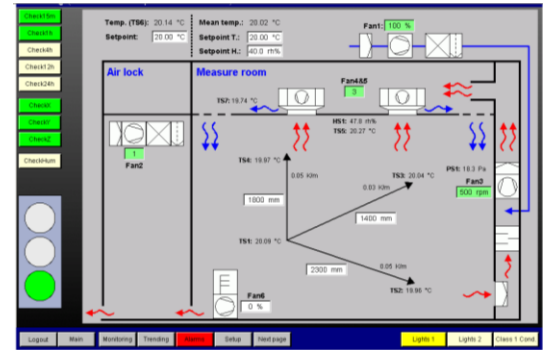 Check15m
Check1h
Check4h
Check12h
Check24h
CheckX
CheckY
CheckZ
CheckHum
Temp. (TS6): 20.14 °C
Setpoint: 20.00 °C
Mean temp.: 20.02 °C
Setpoint T.: 20.00 °C
Setpoint H.: 40.0 rh%
Fan1: 100 %
Air lock
Measure room
Fan4&5
3
TS7: 19.74 °C
HS1: 47.8 rh%
TS5: 20.27 °C
1
Fan2
TS4: 19.97 °C
0.05 K/m
TS3: 20.04 °C
0.03 K/m
PS1: 18.3 Pa
Fan3
500 rpm
1800 mm
1400 mm
TS1: 20.09 °C
2300 mm
0.05 K/m
TS2: 19.96 °C
Fan6
0 %
Logout
Main
Monitoring
Trending
Alarms
Setup
Next page
Lights 1
Lights 2
Class 1 Cond.